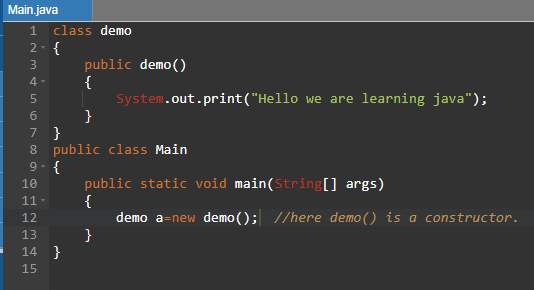 Main.java
1 class demo
2 {
3     public demo()
4     {
5         System.out.print("Hello we are learning java");
6     }
7 }
8 public class Main
9 {
10     public static void main(String[] args)
11     {
12         demo a=new demo();  //here demo() is a constructor.
13     }
14 }
15